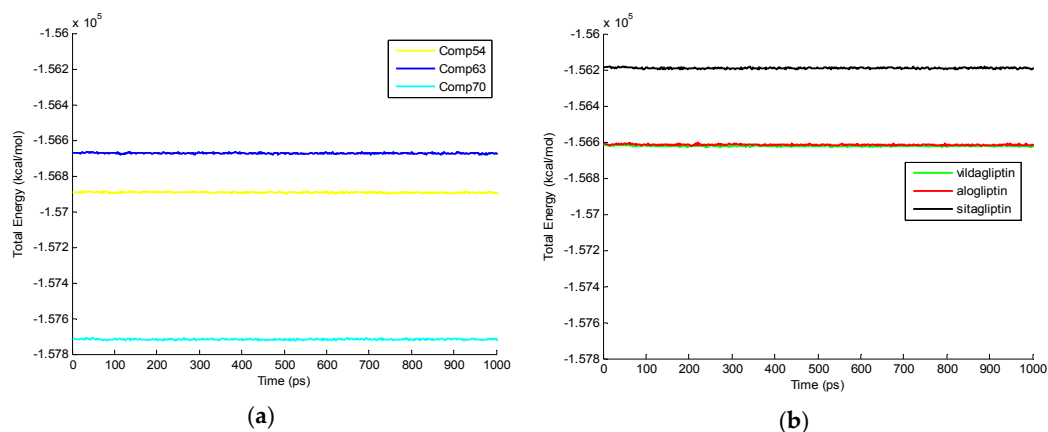 x 10⁵
-1.56
-1.562
-1.564
-1.566
-1.568
-1.57
-1.572
-1.574
-1.576
-1.578
Total Energy (kcal/mol)
Comp54
Comp63
Comp70
0 100 200 300 400 500 600 700 800 900 1000
Time (ps)
(a)
x 10⁵
-1.56
-1.562
-1.564
-1.566
-1.568
-1.57
-1.572
-1.574
-1.576
-1.578
Total Energy (kcal/mol)
vildagliptin
alogliptin
sitagliptin
0 100 200 300 400 500 600 700 800 900 1000
Time (ps)
(b)